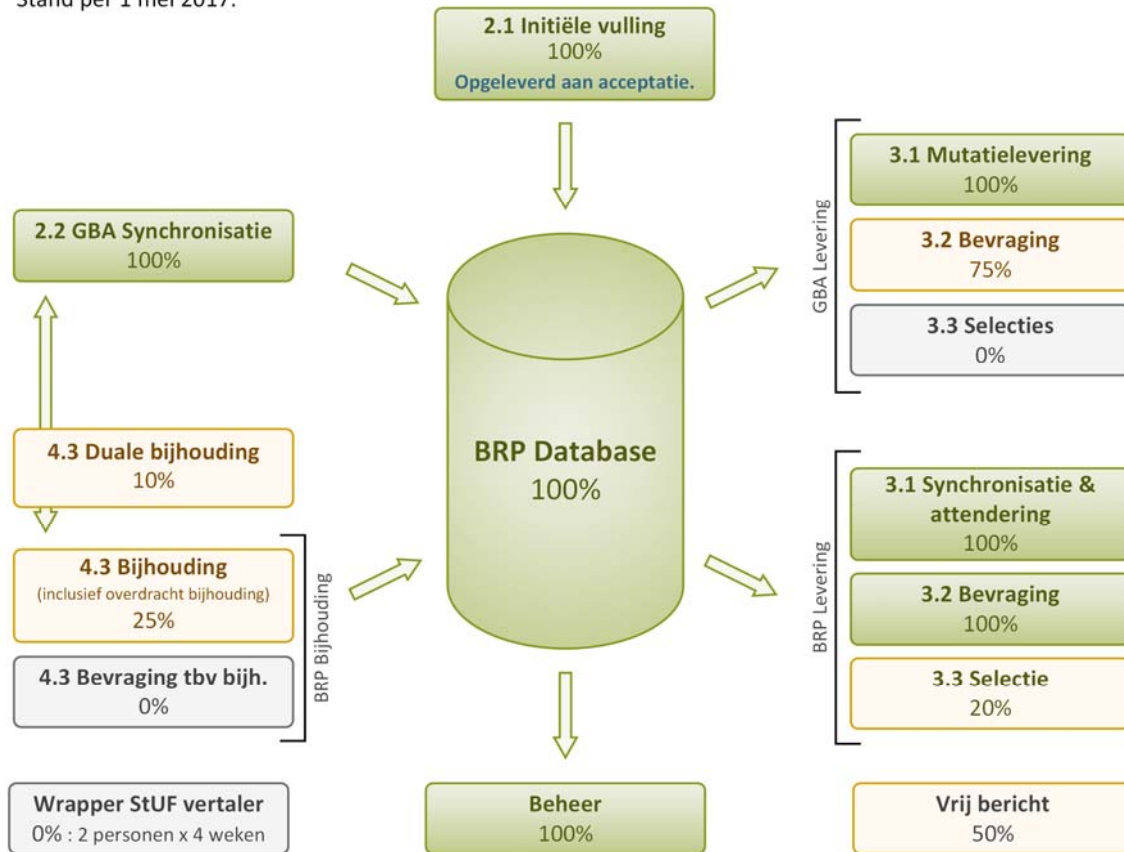 Stand per 1 mei 2017.
2.1 Initiële vulling
100%
Opgeleverd aan acceptatie.
2.2 GBA Synchronisatie
100%
4.3 Duale bijhouding
10%
4.3 Bijhouding
(inclusief overdracht bijhouding)
25%
4.3 Bevraging tbv bijh.
0%
BRP Bijhouding
Wrapper StUF vertaler
0% : 2 personen x 4 weken
BRP Database
100%
Beheer
100%
GBA Levering
3.1 Mutatielevering
100%
3.2 Bevraging
75%
3.3 Selecties
0%
BRP Levering
3.1 Synchronisatie &
attendering
100%
3.2 Bevraging
100%
3.3 Selectie
20%
Vrij bericht
50%